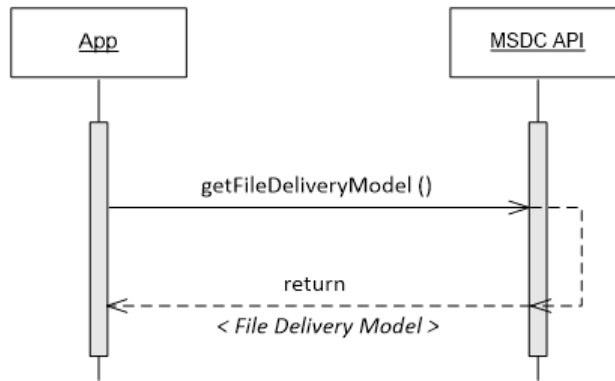 App
MSDC API
getFileDeliveryModel ()
return
< File Delivery Model >